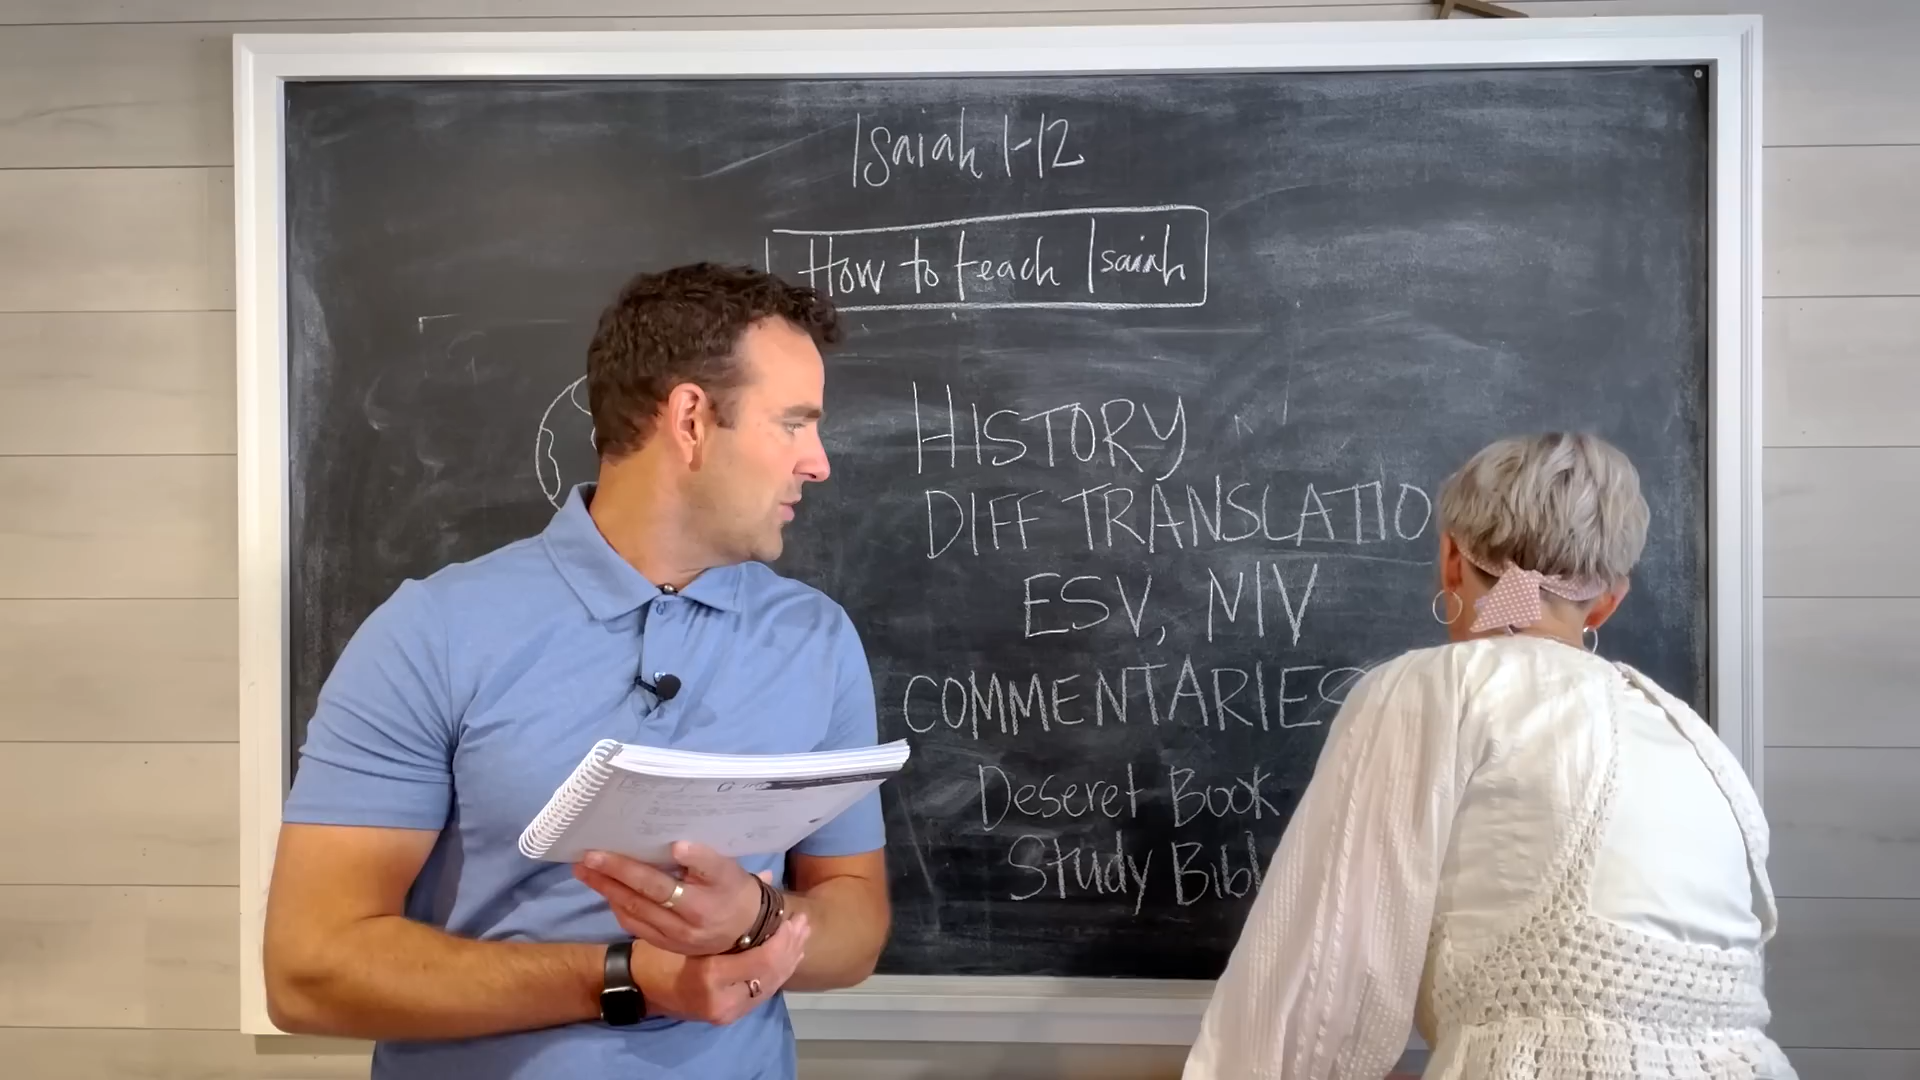 Isaiah 1-12
How to teach Isaiah
HISTORY
DIFF TRANSLATIO
ESV, NIV
COMMENTARIES
Deseret Book
Study Bibl